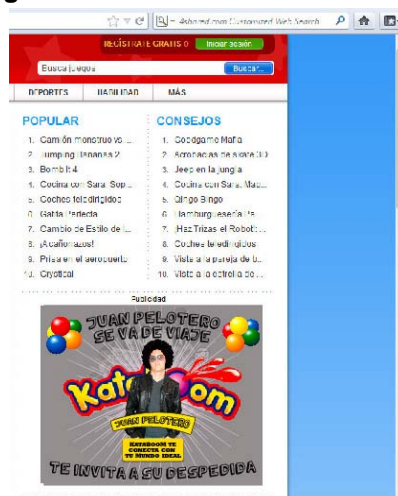 4shared.com Customized Web Search
REGÍSTRATE GRATIS o Iniciar sesión
Busca juegos Buscar...
DEPORTES HABILIDAD MÁS
POPULAR
1. Camión monstruo vs ...
2. Jumping Bananas 2
3. Bomb It 4
4. Cocina con Sara: Sop...
5. Coches teledirigidos
6. Gatita Perfecta
7. Cambio de Estilo de l...
8. ¡A cañonazos!
9. Prisa en el aeropuerto
10. Cryptical
CONSEJOS
1. Goodgame Mafia
2. Acrobacias de skate 3D
3. Jeep en la jungla
4. Cocina con Sara: Mag...
5. Qingo Bingo
6. Hamburguesería Pa...
7. ¡Haz Trizas el Robot!: ...
8. Coches teledirigidos
9. Viste a la pareja de b...
10. Viste a la estrella de ...
Publicidad
JUAN PELOTERO
SE VA DE VIAJE
Kataboom
JUAN PELOTERO
KATABOOM TE
CONECTA CON
TU MUNDO IDEAL
TE INVITA A SU DESPEDIDA